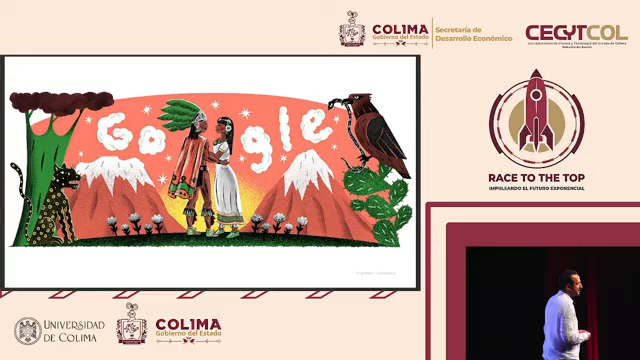 COLIMA
Gobierno del Estado
Secretaría de
Desarrollo Económico
CECYTCOL
Google
RACE TO THE TOP
IMPULSANDO EL FUTURO EXPONENCIAL
UNIVERSIDAD
DE COLIMA
COLIMA
Gobierno del Estado